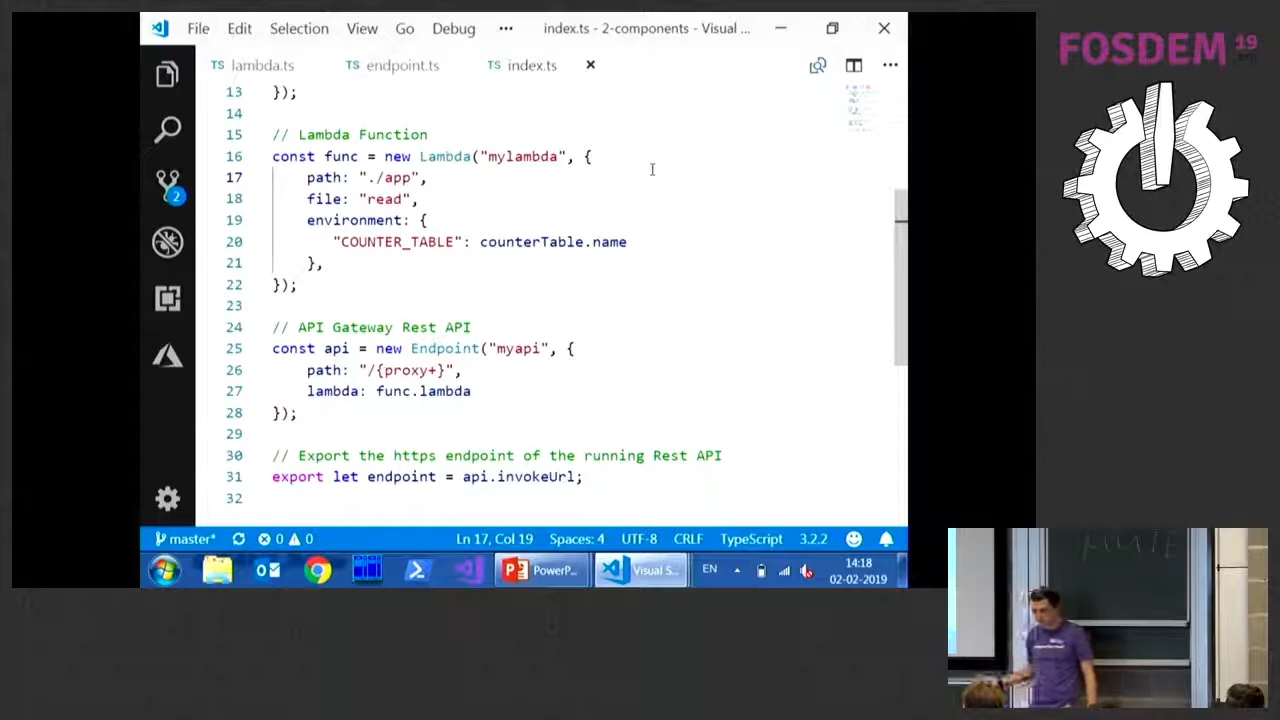 File Edit Selection View Go Debug ··· index.ts - 2-components - Visual ...
TS lambda.ts TS endpoint.ts TS index.ts
13 });
14
15 // Lambda Function
16 const func = new Lambda("mylambda", {
17 path: "./app",
18 file: "read",
19 environment: {
20 "COUNTER_TABLE": counterTable.name
21 },
22 });
23
24 // API Gateway Rest API
25 const api = new Endpoint("myapi", {
26 path: "/{proxy+}",
27 lambda: func.lambda
28 });
29
30 // Export the https endpoint of the running Rest API
31 export let endpoint = api.invokeUrl;
32
2
master* 0 0 Ln 17, Col 19 Spaces: 4 UTF-8 CRLF TypeScript 3.2.2
PowerP... Visual S... EN 14:18
02-02-2019
FOSDEM 19
.org